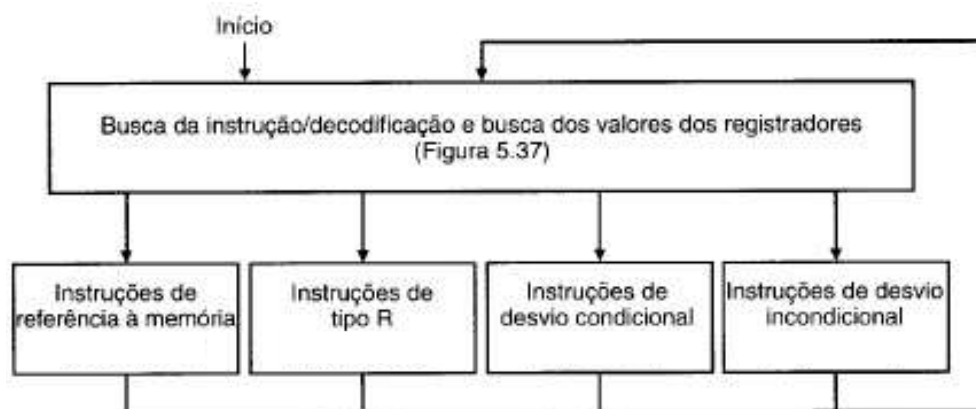 Início
Busca da instrução/decodificação e busca dos valores dos registradores
(Figura 5.37)
Instruções de
referência à memória
Instruções de
tipo R
Instruções de
desvio condicional
Instruções de desvio
incondicional